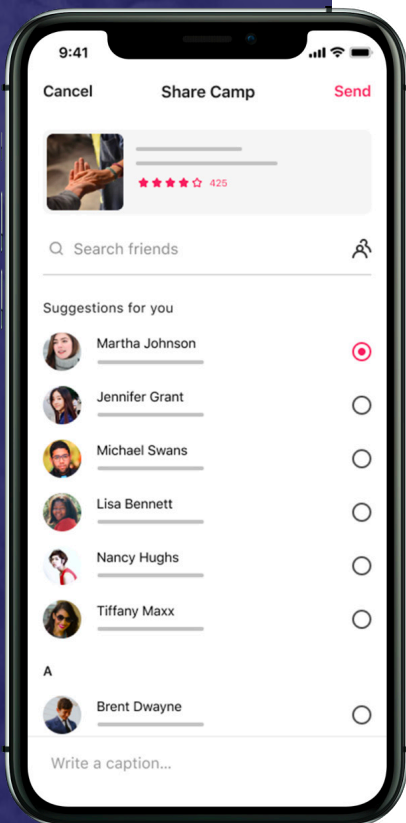 9:41
Cancel Share Camp Send
425
Search friends
Suggestions for you
Martha Johnson
Jennifer Grant
Michael Swans
Lisa Bennett
Nancy Hughs
Tiffany Maxx
A
Brent Dwayne
Write a caption...